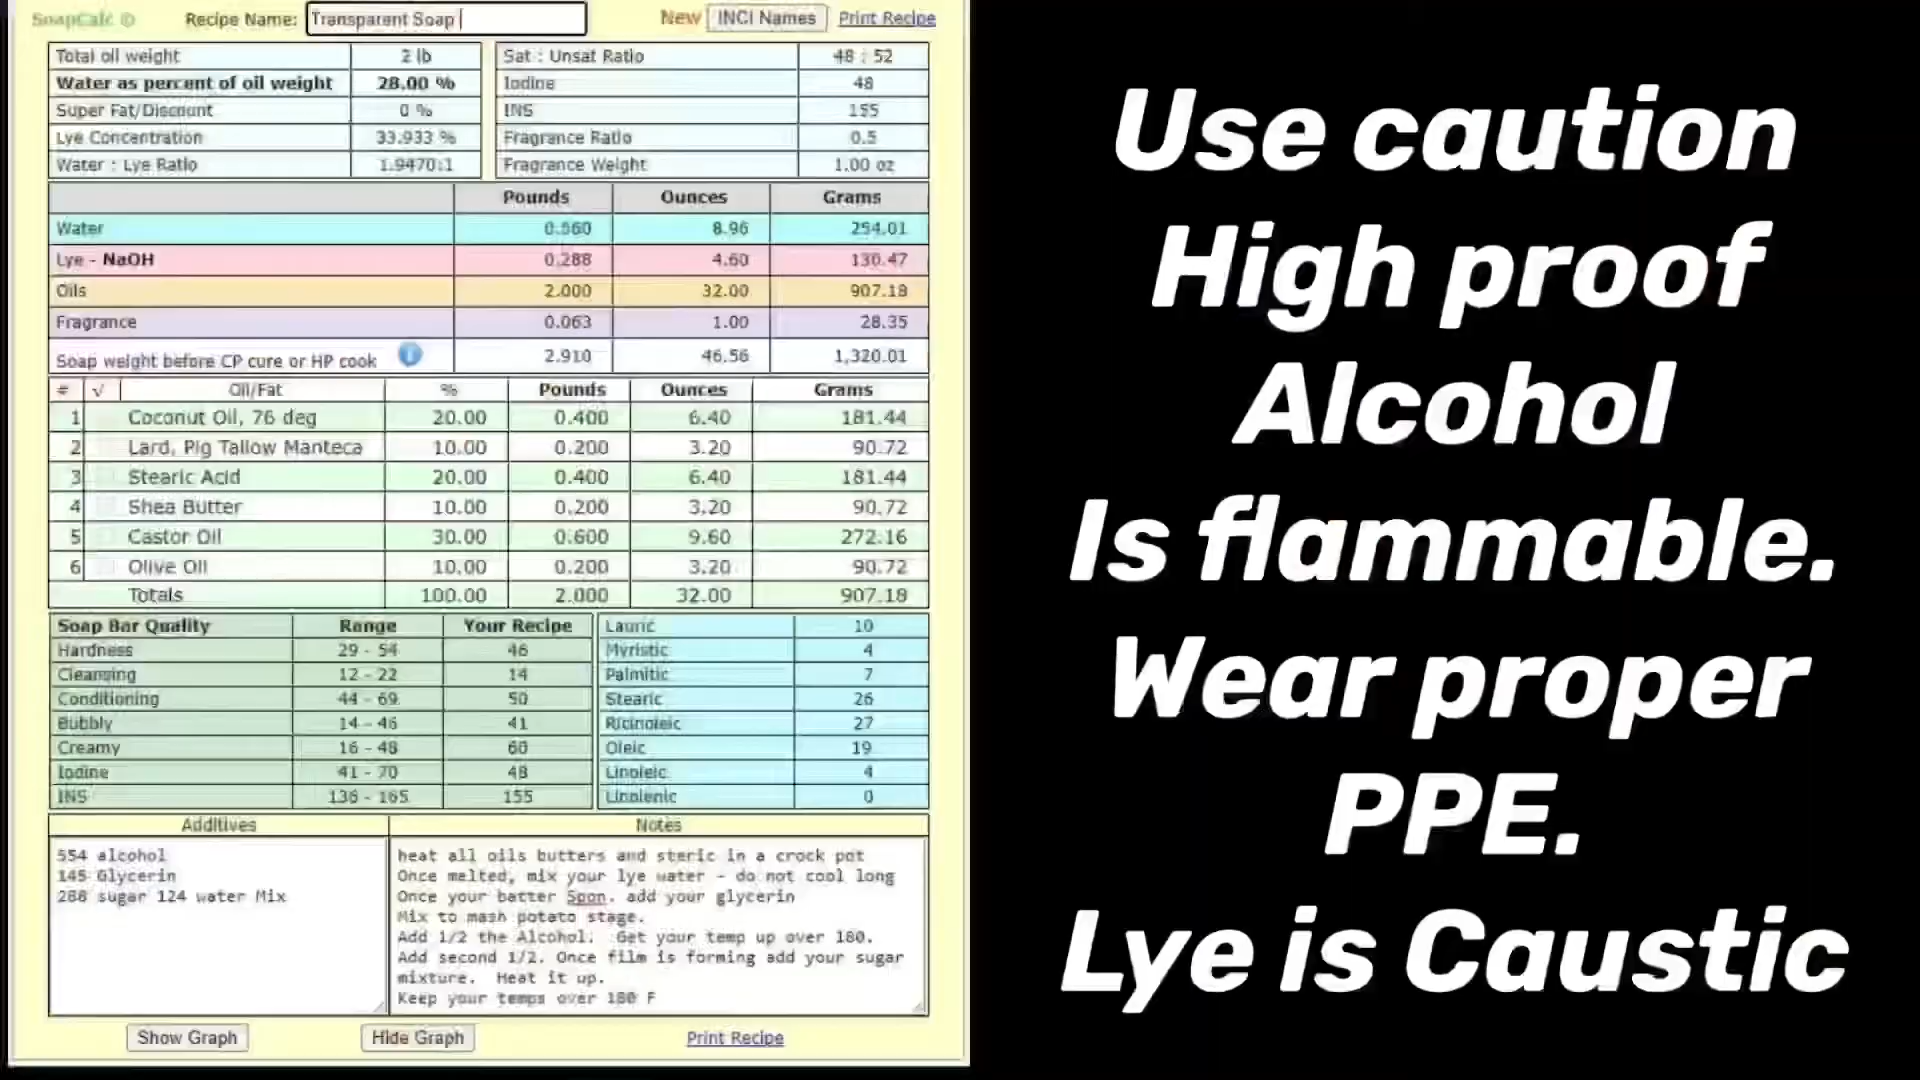 SoapCalc © Recipe Name: Transparent Soap New INCI Names Print Recipe
Total oil weight 2 lb
Water as percent of oil weight 28.00 %
Super Fat/Discount 0 %
Lye Concentration 33.933 %
Water : Lye Ratio 1.9470:1
Sat : Unsat Ratio 48 : 52
Iodine 48
INS 155
Fragrance Ratio 0.5
Fragrance Weight 1.00 oz
Pounds Ounces Grams
Water 0.560 8.96 254.01
Lye - NaOH 0.288 4.60 130.47
Oils 2.000 32.00 907.18
Fragrance 0.063 1.00 28.35
Soap weight before CP cure or HP cook 2.910 46.56 1,320.01
# √ Oil/Fat % Pounds Ounces Grams
1 Coconut Oil, 76 deg 20.00 0.400 6.40 181.44
2 Lard, Pig Tallow Manteca 10.00 0.200 3.20 90.72
3 Stearic Acid 20.00 0.400 6.40 181.44
4 Shea Butter 10.00 0.200 3.20 90.72
5 Castor Oil 30.00 0.600 9.60 272.16
6 Olive Oil 10.00 0.200 3.20 90.72
Totals 100.00 2.000 32.00 907.18
Soap Bar Quality Range Your Recipe
Hardness 29 - 54 46
Cleansing 12 - 22 14
Conditioning 44 - 69 50
Bubbly 14 - 46 41
Creamy 16 - 48 60
Iodine 41 - 70 48
INS 136 - 165 155
Lauric 10
Myristic 4
Palmitic 7
Stearic 26
Ricinoleic 27
Oleic 19
Linoleic 4
Linolenic 0
Additives
554 alcohol
145 Glycerin
288 sugar 124 water Mix
Notes
heat all oils butters and steric in a crock pot
Once melted, mix your lye water - do not cool long
Once your batter Spon. add your glycerin
Mix to mash potato stage.
Add 1/2 the Alcohol. Get your temp up over 180.
Add second 1/2. Once film is forming add your sugar
mixture. Heat it up.
Keep your temps over 180 F
Show Graph Hide Graph Print Recipe
Use caution
High proof
Alcohol
Is flammable.
Wear proper
PPE.
Lye is Caustic